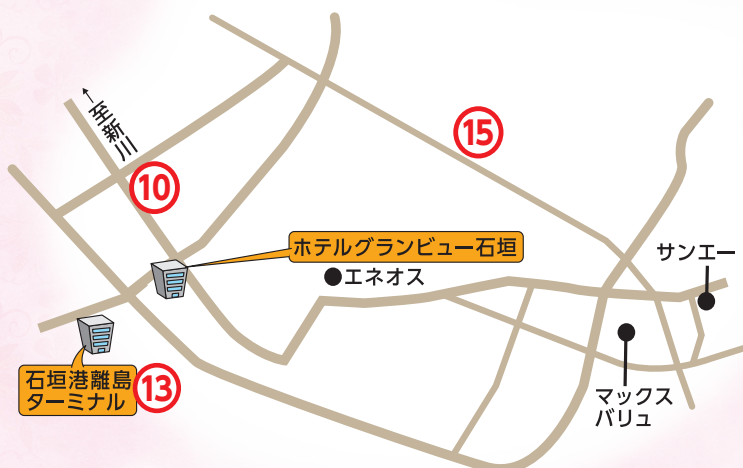 至新川
⑩
⑮
ホテルグランビュー石垣
エネオス
サンエー
石垣港離島
ターミナル
⑬
マックス
バリュ